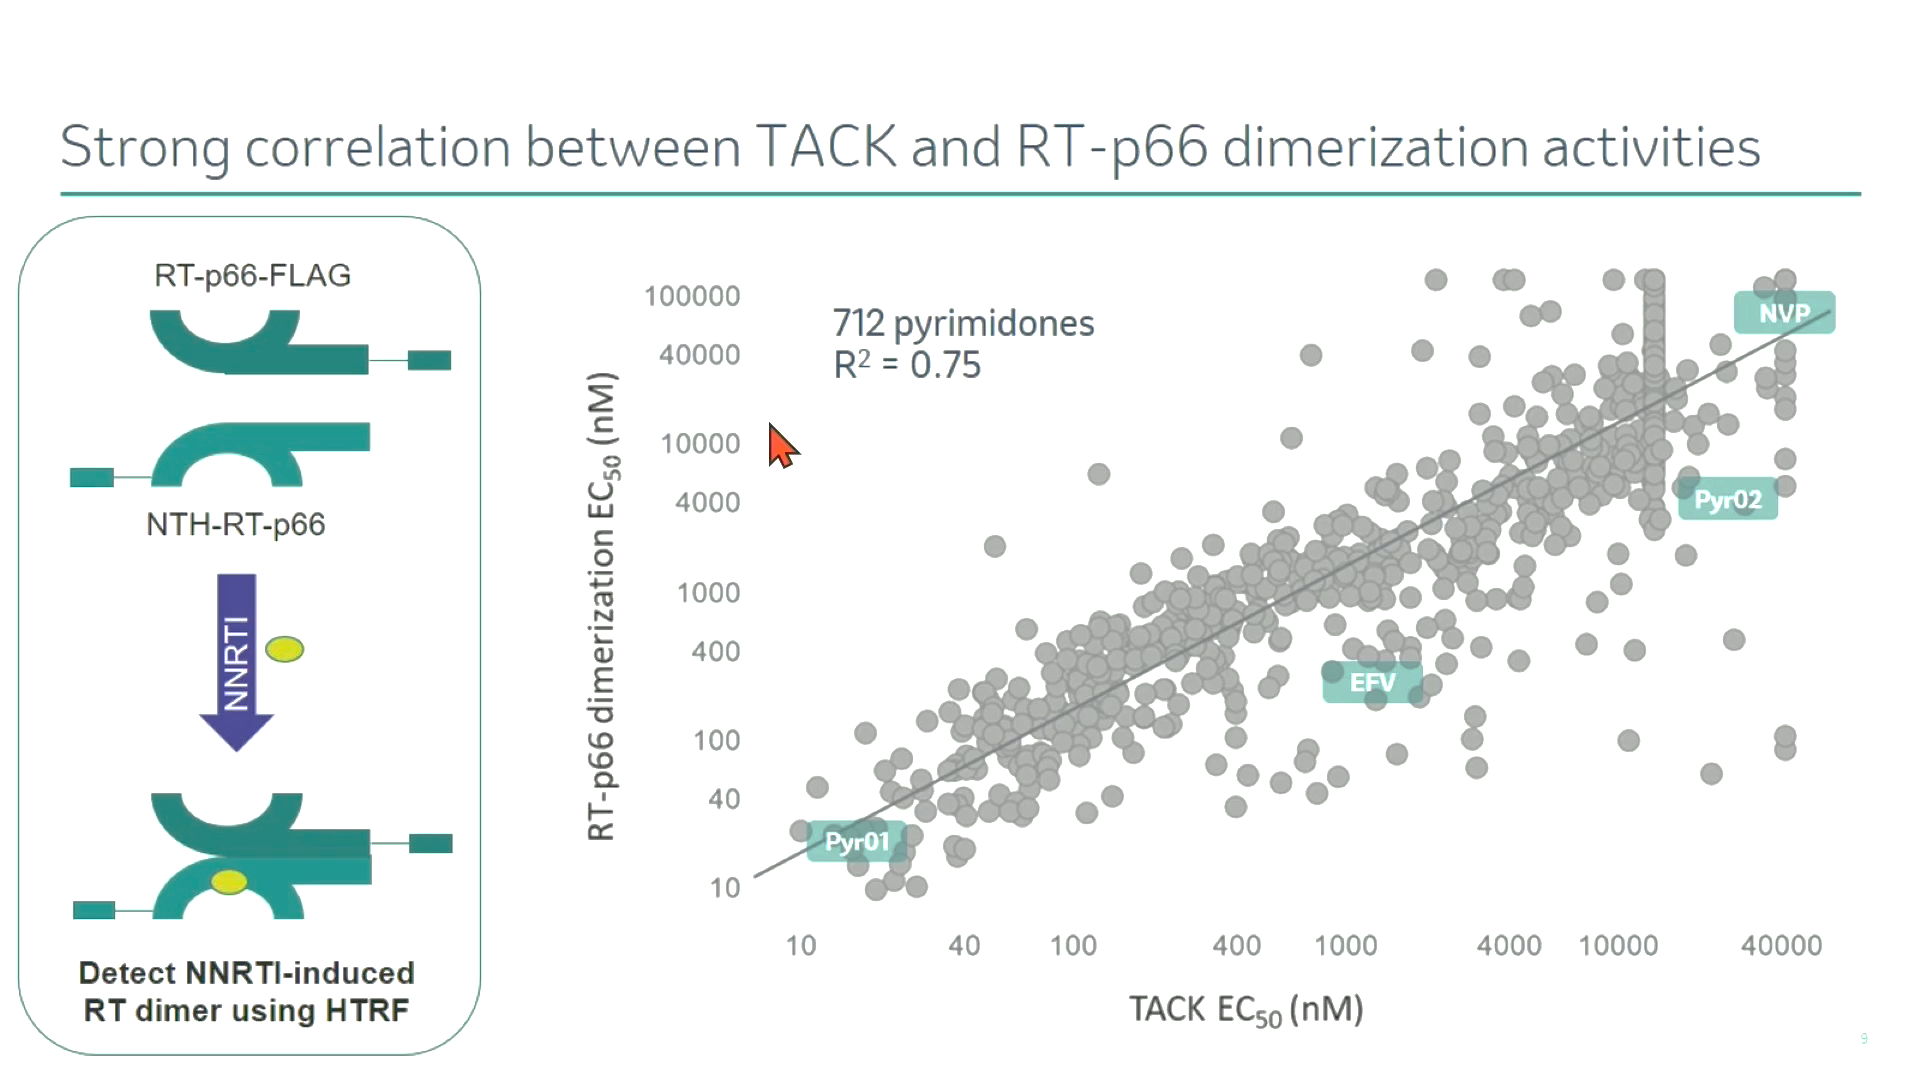 Strong correlation between TACK and RT-p66 dimerization activities
RT-p66-FLAG
NTH-RT-p66
NNRTI
Detect NNRTI-induced
RT dimer using HTRF
712 pyrimidones
R² = 0.75
RT-p66 dimerization EC₅₀ (nM)
100000
40000
10000
4000
1000
400
100
40
10
NVP
Pyr02
EFV
Pyr01
10 40 100 400 1000 4000 10000 40000
TACK EC₅₀ (nM)
9